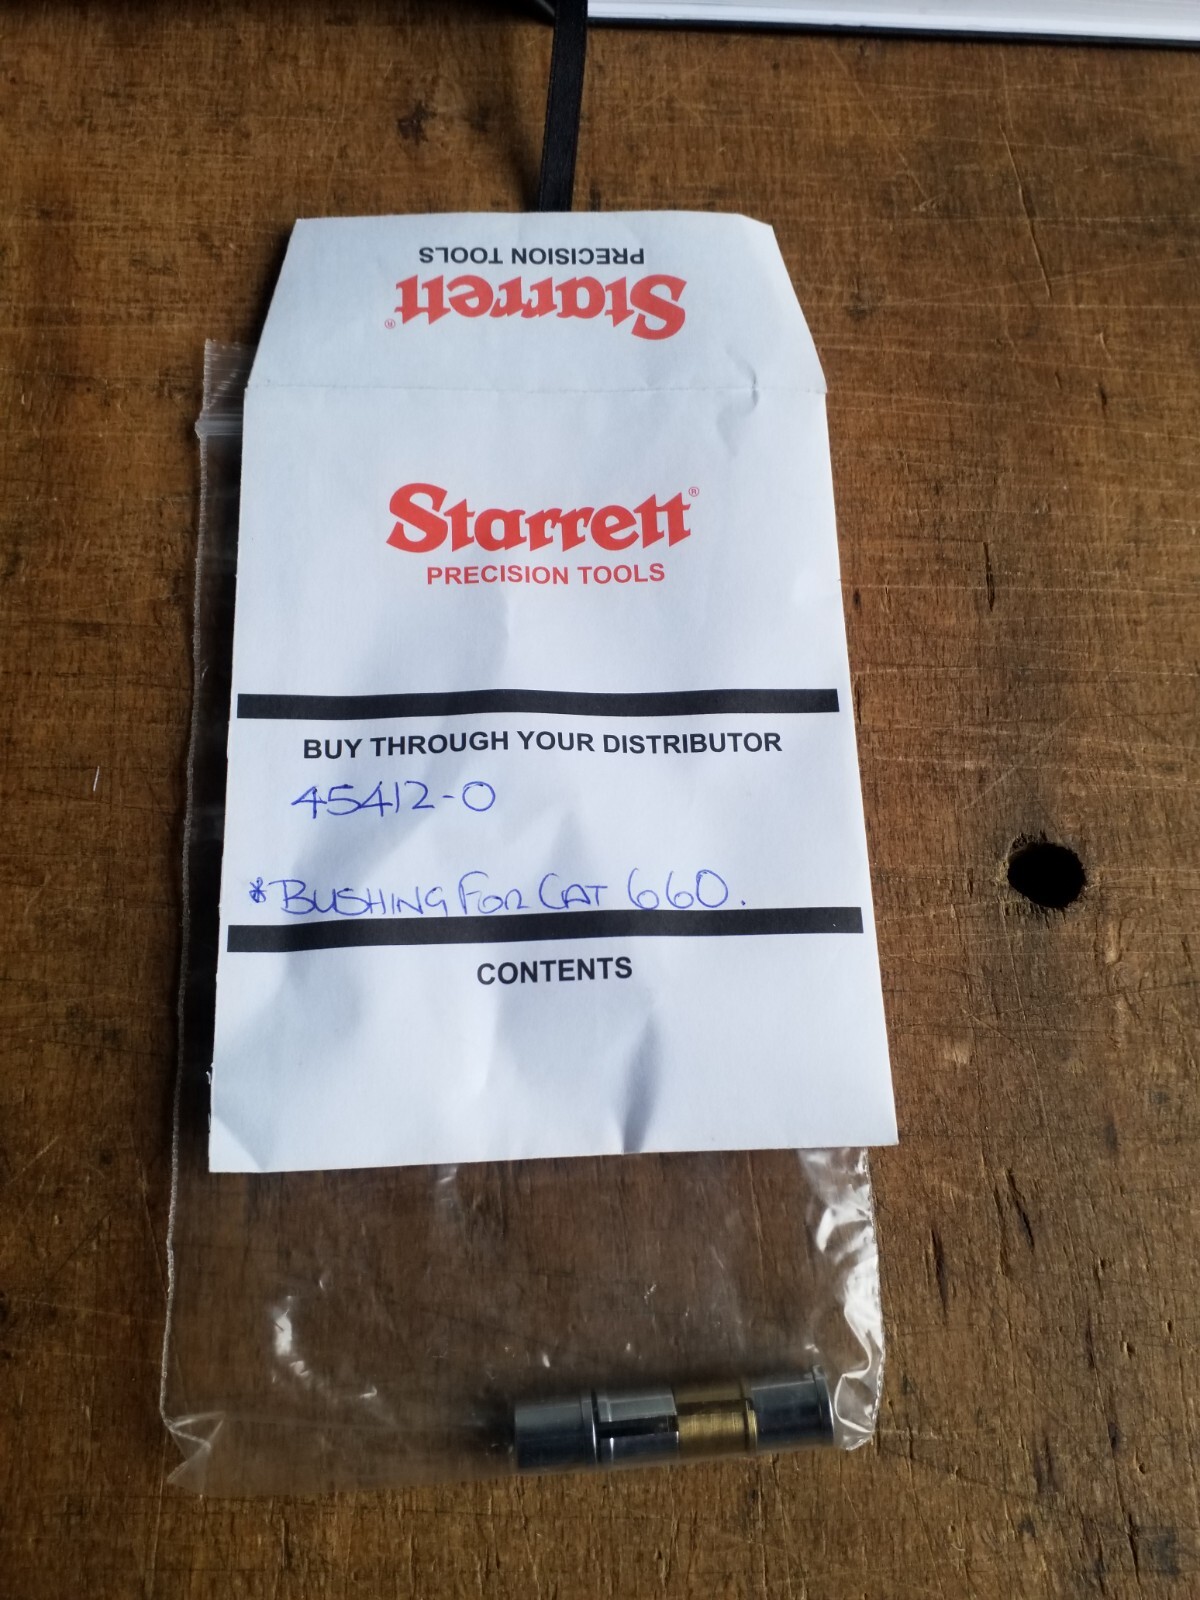 PRECISION TOOLS
Starrett®
Starrett®
PRECISION TOOLS
BUY THROUGH YOUR DISTRIBUTOR
45412-0
* BUSHING FOR CAT 660.
CONTENTS